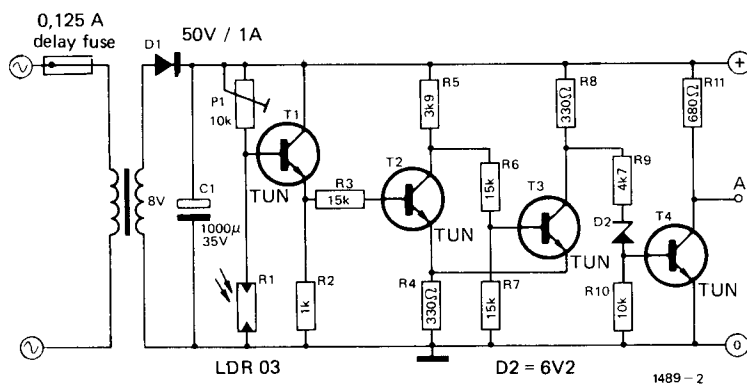 0,125 A
delay fuse
D1
50V / 1A
+
P1
10k
T1
TUN
R5
3k9
R8
330Ω
R11
680Ω
8V
C1
1000μ
35V
R3
15k
T2
TUN
R6
15k
T3
TUN
R9
4k7
D2
T4
TUN
A
R1
R2
1k
R4
330Ω
R7
15k
R10
10k
0
LDR 03
D2 = 6V2
1489-2